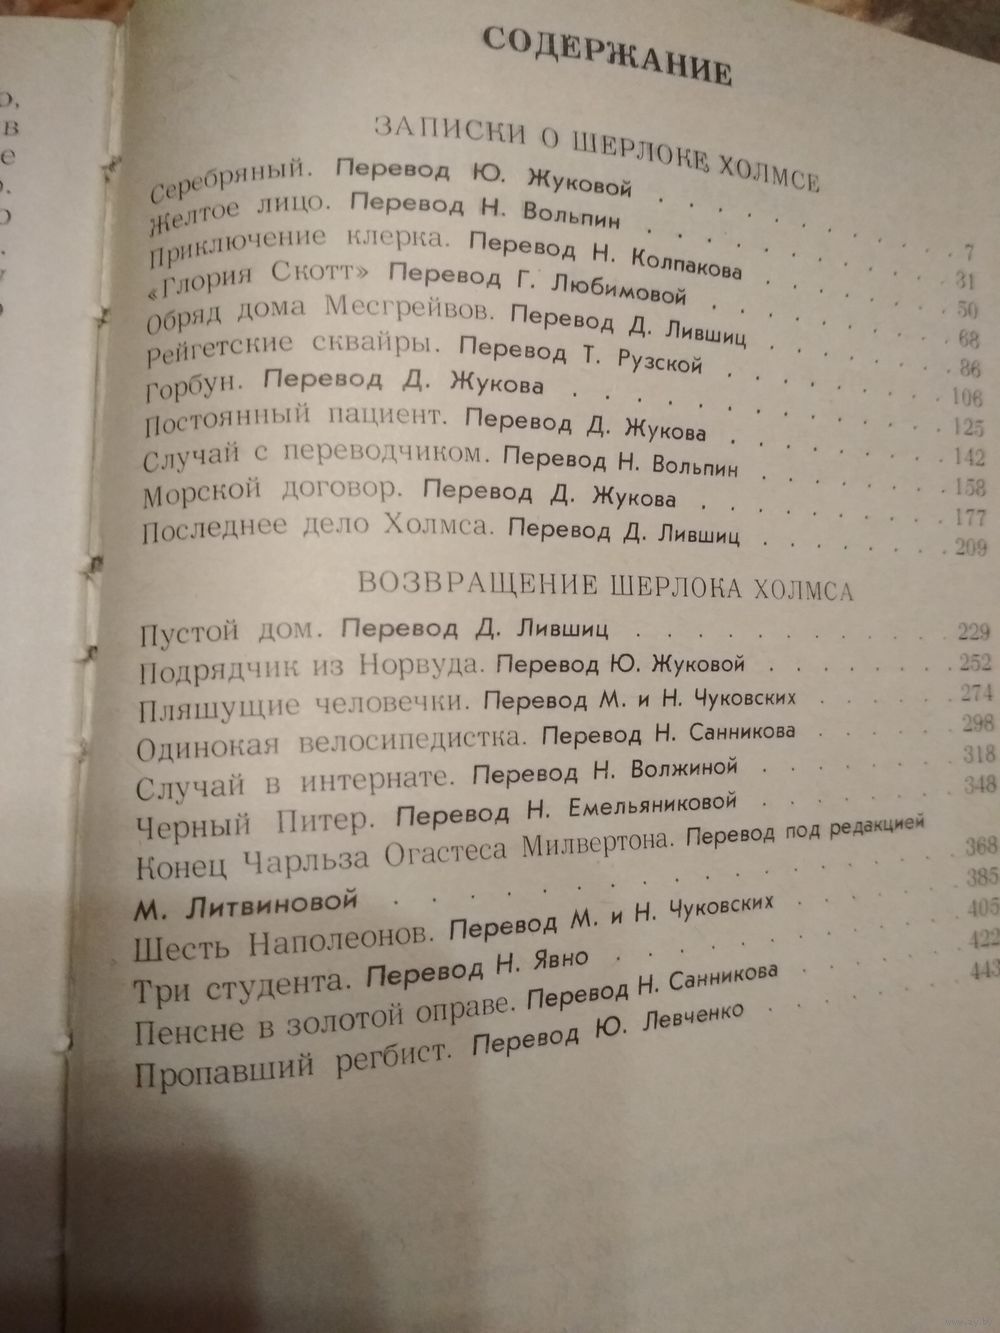 СОДЕРЖАНИЕ
ЗАПИСКИ О ШЕРЛОКЕ ХОЛМСЕ
Серебряный. Перевод Ю. Жуковой . . . . . . . . . 7
Желтое лицо. Перевод Н. Вольпин . . . . . . . . . 31
Приключение клерка. Перевод Н. Колпакова . . . . . . 50
«Глория Скотт» Перевод Г. Любимовой . . . . . . . . 68
Обряд дома Месгрейвов. Перевод Д. Лившиц . . . . . . 86
Рейгетские сквайры. Перевод Т. Рузской . . . . . . . 106
Горбун. Перевод Д. Жукова . . . . . . . . . . . 125
Постоянный пациент. Перевод Д. Жукова . . . . . . . 142
Случай с переводчиком. Перевод Н. Вольпин . . . . . . 158
Морской договор. Перевод Д. Жукова . . . . . . . . 177
Последнее дело Холмса. Перевод Д. Лившиц . . . . . . 209
ВОЗВРАЩЕНИЕ ШЕРЛОКА ХОЛМСА
Пустой дом. Перевод Д. Лившиц . . . . . . . . . 229
Подрядчик из Норвуда. Перевод Ю. Жуковой . . . . . . 252
Пляшущие человечки. Перевод М. и Н. Чуковских . . . . . 274
Одинокая велосипедистка. Перевод Н. Санникова . . . . . 298
Случай в интернате. Перевод Н. Волжиной . . . . . . 318
Черный Питер. Перевод Н. Емельяниковой . . . . . . 348
Конец Чарльза Огастеса Милвертона. Перевод под редакцией
М. Литвиновой . . . . . . . . . . . 368
Шесть Наполеонов. Перевод М. и Н. Чуковских . . . . . 385
Три студента. Перевод Н. Явно . . . . . . . . . 405
Пенсне в золотой оправе. Перевод Н. Санникова . . . . . 422
Пропавший регбист. Перевод Ю. Левченко . . . . . . 443
www.ay.by